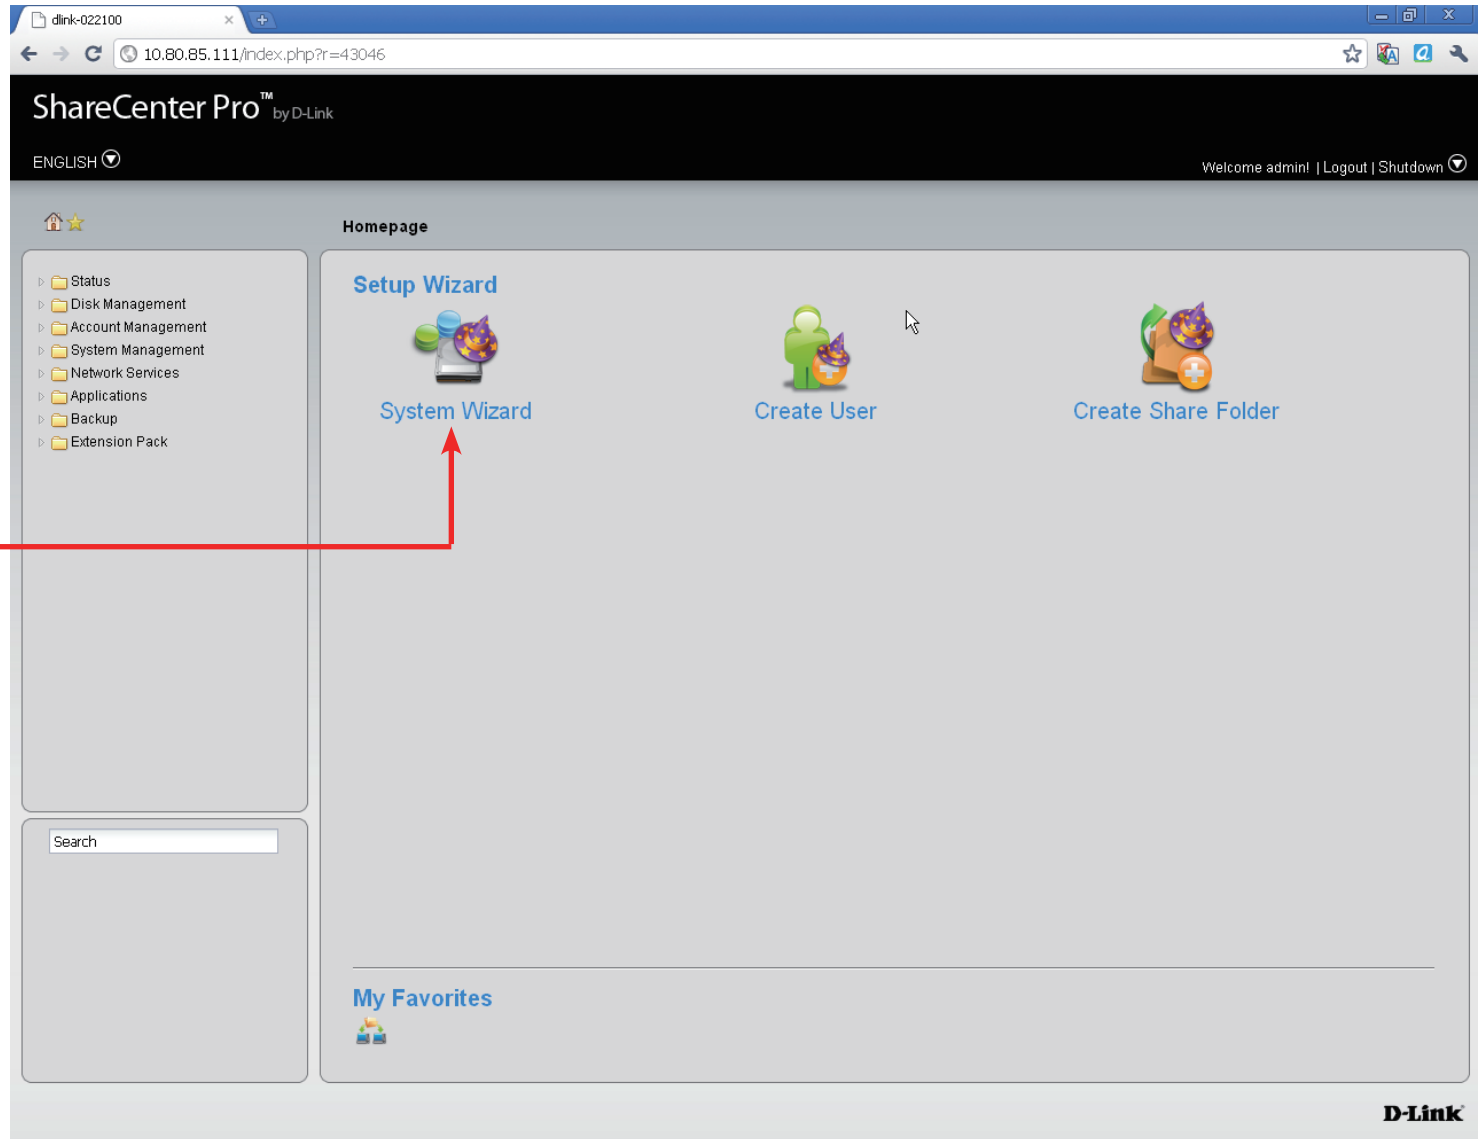 dlink-022100
10.80.85.111/index.php?r=43046
ShareCenter Pro™ by D-Link
ENGLISH
Welcome admin! | Logout | Shutdown
Homepage
Status
Disk Management
Account Management
System Management
Network Services
Applications
Backup
Extension Pack
Search
Setup Wizard
System Wizard
Create User
Create Share Folder
My Favorites
D-Link